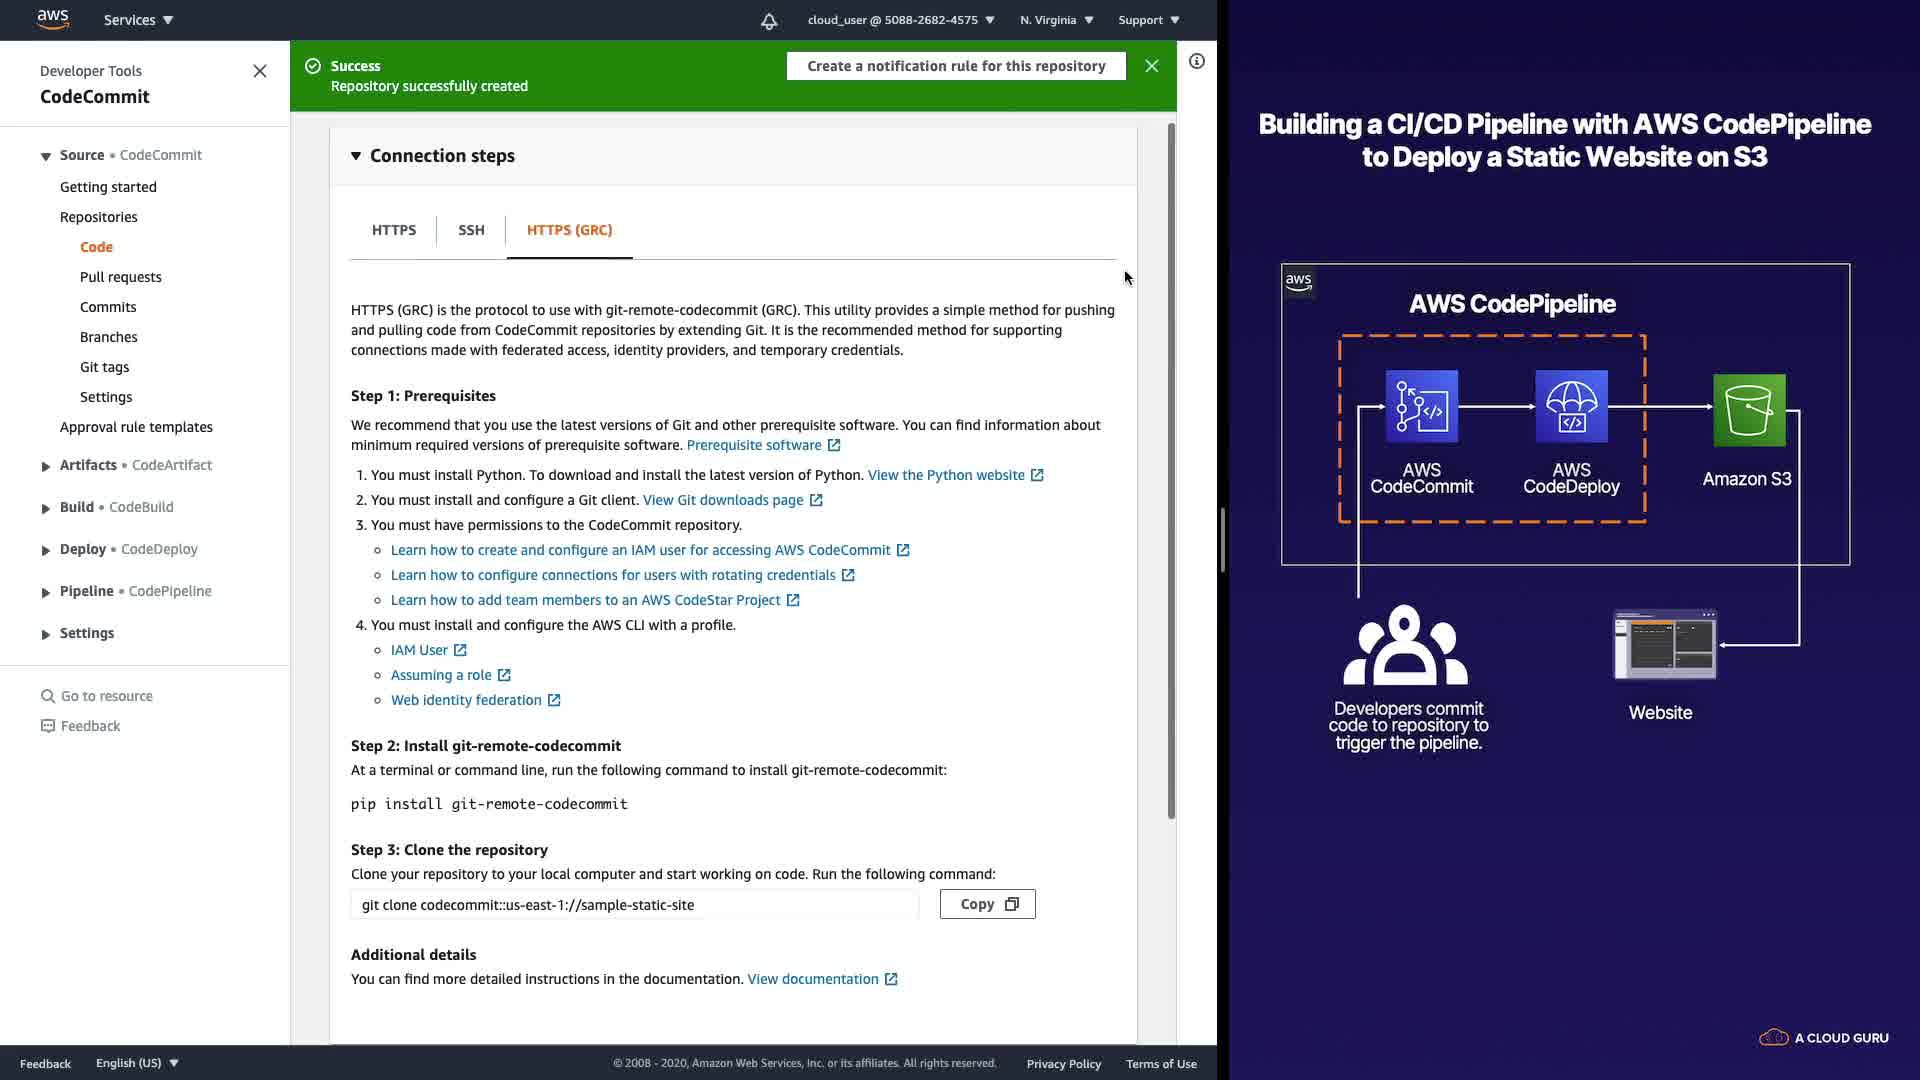 aws
Services
cloud_user @ 5088-2682-4575
N. Virginia
Support
Developer Tools
CodeCommit
Source • CodeCommit
Getting started
Repositories
Code
Pull requests
Commits
Branches
Git tags
Settings
Approval rule templates
Artifacts • CodeArtifact
Build • CodeBuild
Deploy • CodeDeploy
Pipeline • CodePipeline
Settings
Go to resource
Feedback
Success
Repository successfully created
Create a notification rule for this repository
Connection steps
HTTPS
SSH
HTTPS (GRC)
HTTPS (GRC) is the protocol to use with git-remote-codecommit (GRC). This utility provides a simple method for pushing
and pulling code from CodeCommit repositories by extending Git. It is the recommended method for supporting
connections made with federated access, identity providers, and temporary credentials.
Step 1: Prerequisites
We recommend that you use the latest versions of Git and other prerequisite software. You can find information about
minimum required versions of prerequisite software. Prerequisite software
1. You must install Python. To download and install the latest version of Python. View the Python website
2. You must install and configure a Git client. View Git downloads page
3. You must have permissions to the CodeCommit repository.
Learn how to create and configure an IAM user for accessing AWS CodeCommit
Learn how to configure connections for users with rotating credentials
Learn how to add team members to an AWS CodeStar Project
4. You must install and configure the AWS CLI with a profile.
IAM User
Assuming a role
Web identity federation
Step 2: Install git-remote-codecommit
At a terminal or command line, run the following command to install git-remote-codecommit:
pip install git-remote-codecommit
Step 3: Clone the repository
Clone your repository to your local computer and start working on code. Run the following command:
git clone codecommit::us-east-1://sample-static-site
Copy
Additional details
You can find more detailed instructions in the documentation. View documentation
Feedback
English (US)
© 2008 - 2020, Amazon Web Services, Inc. or its affiliates. All rights reserved.
Privacy Policy
Terms of Use
Building a CI/CD Pipeline with AWS CodePipeline
to Deploy a Static Website on S3
aws
AWS CodePipeline
AWS
CodeCommit
AWS
CodeDeploy
Amazon S3
Developers commit
code to repository to
trigger the pipeline.
Website
A CLOUD GURU